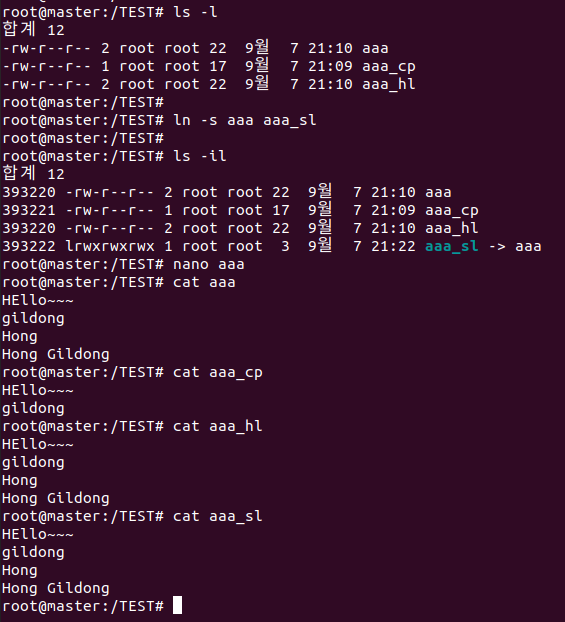 root@master:/TEST# ls -l
합계 12
-rw-r--r-- 2 root root 22  9월  7 21:10 aaa
-rw-r--r-- 1 root root 17  9월  7 21:09 aaa_cp
-rw-r--r-- 2 root root 22  9월  7 21:10 aaa_hl
root@master:/TEST#
root@master:/TEST# ln -s aaa aaa_sl
root@master:/TEST#
root@master:/TEST# ls -il
합계 12
393220 -rw-r--r-- 2 root root 22  9월  7 21:10 aaa
393221 -rw-r--r-- 1 root root 17  9월  7 21:09 aaa_cp
393220 -rw-r--r-- 2 root root 22  9월  7 21:10 aaa_hl
393222 lrwxrwxrwx 1 root root  3  9월  7 21:22 aaa_sl -> aaa
root@master:/TEST# nano aaa
root@master:/TEST# cat aaa
HEllo~~~
gildong
Hong
Hong Gildong
root@master:/TEST# cat aaa_cp
HEllo~~~
gildong
root@master:/TEST# cat aaa_hl
HEllo~~~
gildong
Hong
Hong Gildong
root@master:/TEST# cat aaa_sl
HEllo~~~
gildong
Hong
Hong Gildong
root@master:/TEST#